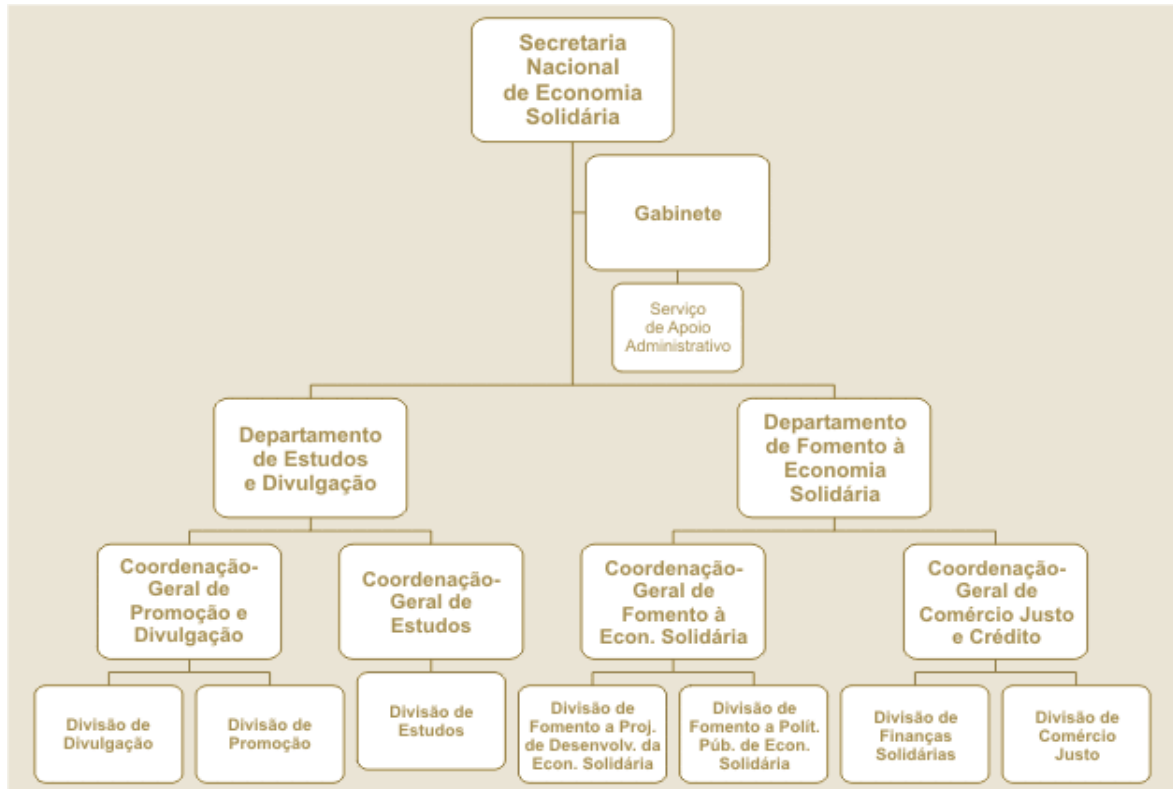 Secretaria
Nacional
de Economia
Solidária
Gabinete
Serviço
de Apoio
Administrativo
Departamento
de Estudos
e Divulgação
Departamento
de Fomento à
Economia
Solidária
Coordenação-
Geral de
Promoção e
Divulgação
Coordenação-
Geral de
Estudos
Coordenação-
Geral de
Fomento à
Econ. Solidária
Coordenação-
Geral de
Comércio Justo
e Crédito
Divisão de
Divulgação
Divisão de
Promoção
Divisão de
Estudos
Divisão de
Fomento a Proj.
de Desenvolv. da
Econ. Solidária
Divisão de
Fomento a Polít.
Púb. de Econ.
Solidária
Divisão de
Finanças
Solidárias
Divisão de
Comércio
Justo